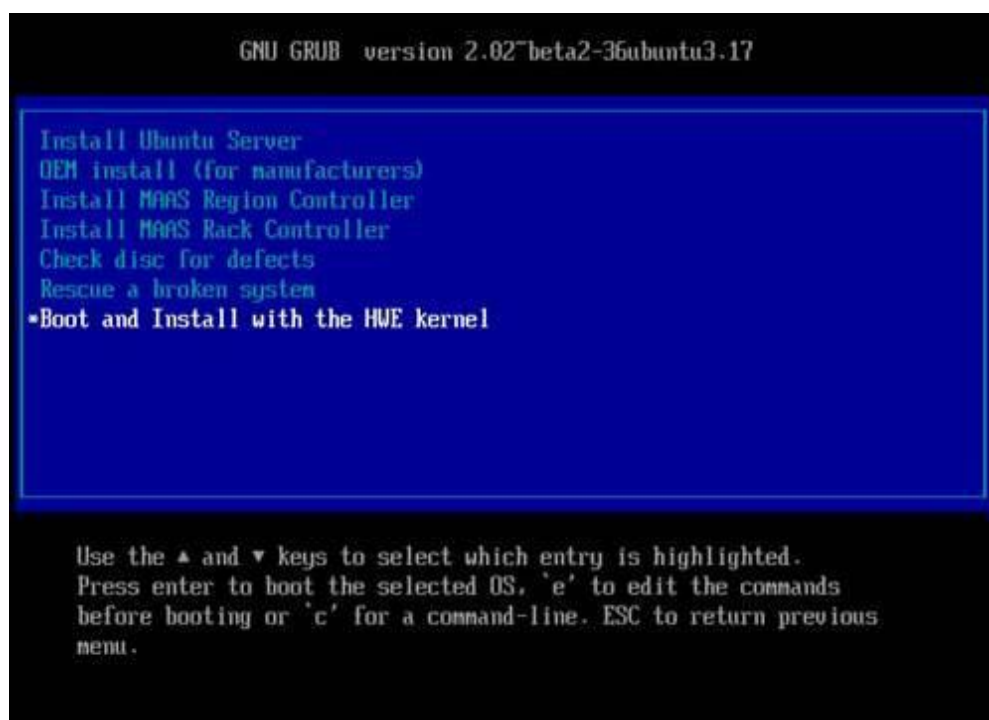 GNU GRUB version 2.02~beta2-36ubuntu3.17
Install Ubuntu Server
OEM install (for manufacturers)
Install MAAS Region Controller
Install MAAS Rack Controller
Check disc for defects
Rescue a broken system
*Boot and Install with the HWE kernel
Use the ▲ and ▼ keys to select which entry is highlighted.
Press enter to boot the selected OS, `e' to edit the commands
before booting or `c' for a command-line. ESC to return previous
menu.